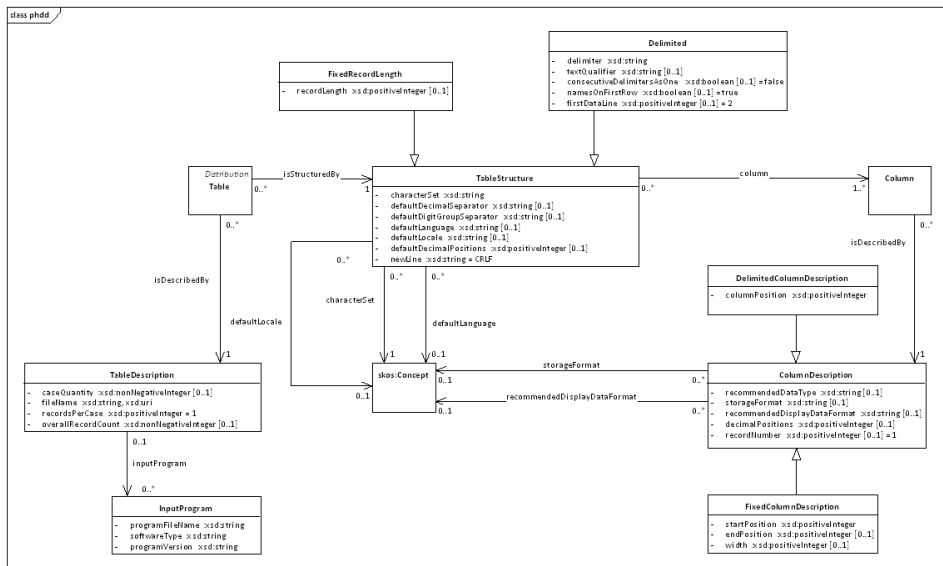 class phdd
Delimited
- delimiter :xsd:string
- textQualifier :xsd:string [0..1]
- consecutiveDelimitersAsOne :xsd:boolean [0..1] =false
- namesOnFirstRow :xsd:boolean [0..1] =true
- firstDataLine :xsd:positiveInteger [0..1] = 2
FixedRecordLength
- recordLength :xsd:positiveInteger [0..1]
Distribution
Table
isStructuredBy
0..*
1
TableStructure
- characterSet :xsd:string
- defaultDecimalSeparator :xsd:string [0..1]
- defaultDigitGroupSeparator :xsd:string [0..1]
- defaultLanguage :xsd:string [0..1]
- defaultLocale :xsd:string [0..1]
- defaultDecimalPositions :xsd:positiveInteger [0..1]
- newLine :xsd:string = CRLF
column
0..*
1..*
Column
0..*
0..*
isDescribedBy
0..*
0..*
0..*
isDescribedBy
characterSet
defaultLocale
defaultLanguage
DelimitedColumnDescription
- columnPosition :xsd:positiveInteger
1
1
0..1
1
TableDescription
- caseQuantity :xsd:nonNegativeInteger [0..1]
- fileName :xsd:string, xsd:uri
- recordsPerCase :xsd:positiveInteger = 1
- overallRecordCount :xsd:nonNegativeInteger [0..1]
skos:Concept
0..1
storageFormat
0..1
0..*
recommendedDisplayDataFormat
0..1
0..*
ColumnDescription
- recommendedDataType :xsd:string [0..1]
- storageFormat :xsd:string [0..1]
- recommendedDisplayDataFormat :xsd:string [0..1]
- decimalPositions :xsd:positiveInteger [0..1]
- recordNumber :xsd:positiveInteger [0..1] = 1
0..1
inputProgram
0..*
InputProgram
- programFileName :xsd:string
- softwareType :xsd:string
- programVersion :xsd:string
FixedColumnDescription
- startPosition :xsd:positiveInteger
- endPosition :xsd:positiveInteger [0..1]
- width :xsd:positiveInteger [0..1]